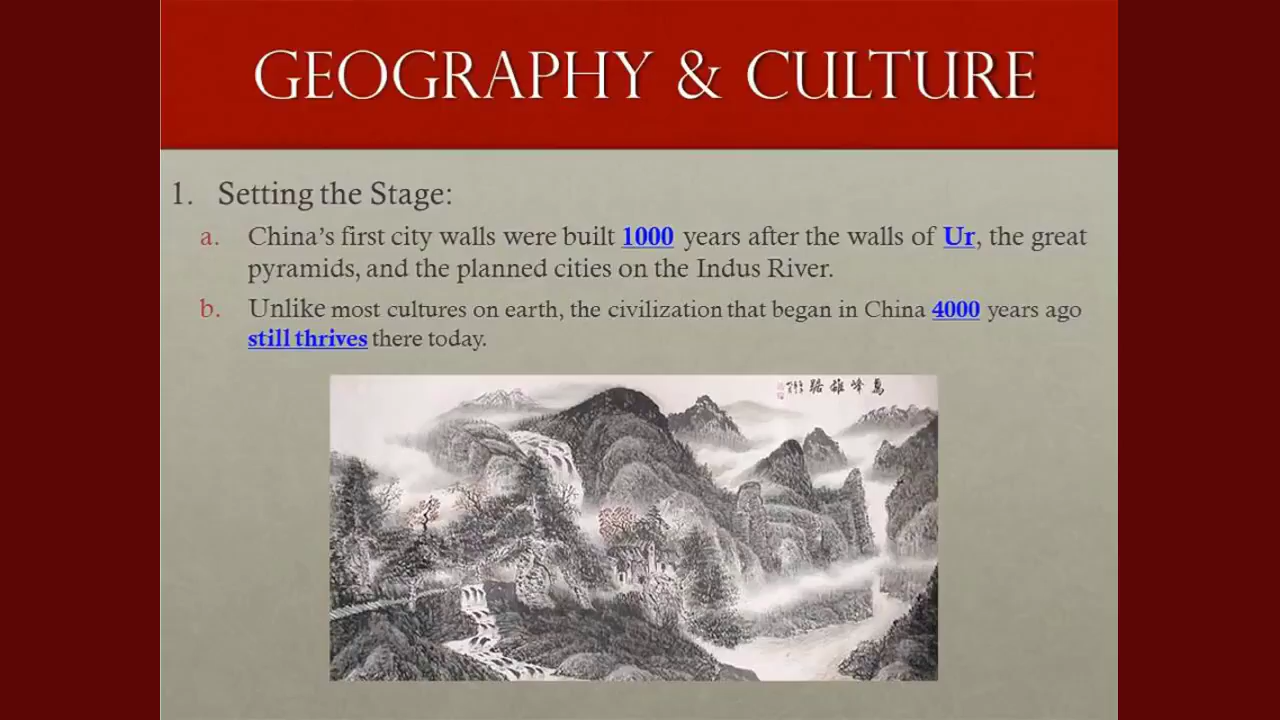 GEOGRAPHY & CULTURE
1. Setting the Stage:
a. China's first city walls were built 1000 years after the walls of Ur, the great
pyramids, and the planned cities on the Indus River.
b. Unlike most cultures on earth, the civilization that began in China 4000 years ago
still thrives there today.